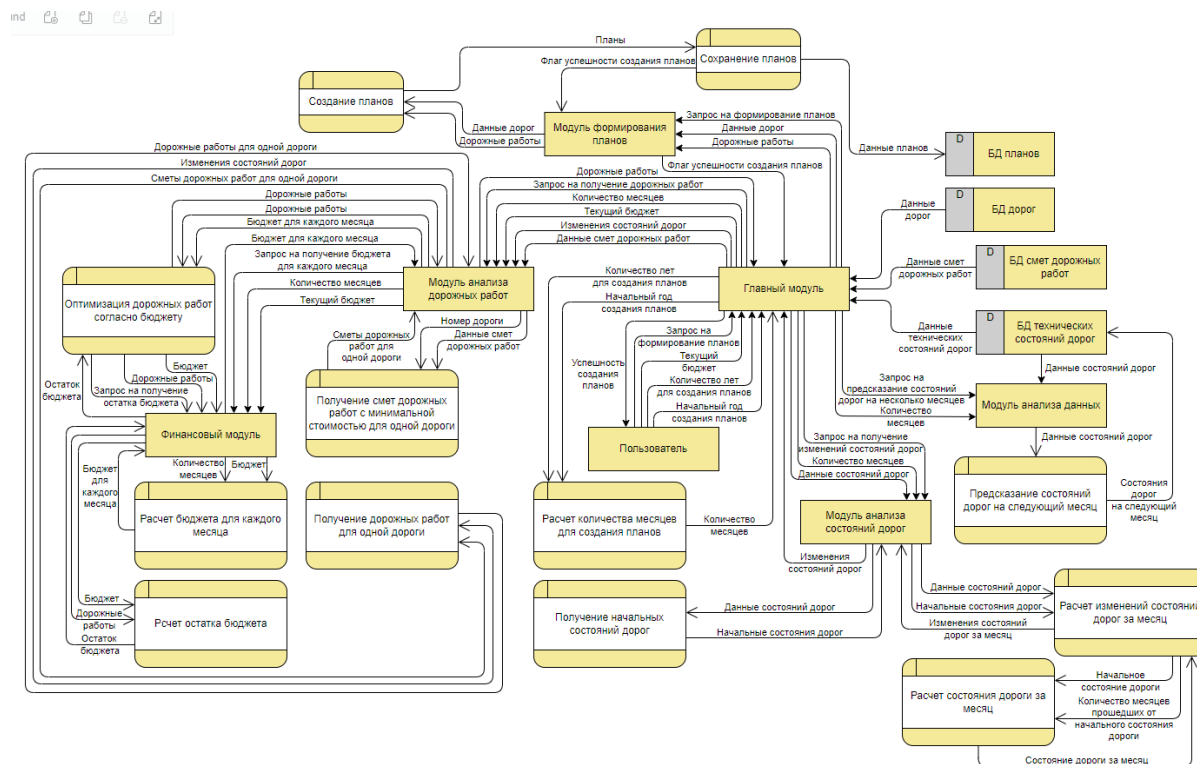 und
Планы
Сохранение планов
Флаг успешности создания планов
Создание планов
Данные дорог
Дорожные работы
Модуль формирования
планов
Запрос на формирование планов
Данные дорог
Дорожные работы
Флаг успешности создания планов
Данные планов
D
БД планов
Дорожные работы для одной дороги
Изменения состояний дорог
Сметы дорожных работ для одной дороги
Дорожные работы
Дорожные работы
Бюджет для каждого месяца
Бюджет для каждого месяца
Запрос на получение бюджета
для каждого месяца
Количество месяцев
Текущий бюджет
Дорожные работы
Запрос на получение дорожных работ
Количество месяцев
Текущий бюджет
Изменения состояний дорог
Данные смет дорожных работ
Данные
дорог
D
БД дорог
Данные смет
дорожных работ
D
БД смет дорожных
работ
Данные
технических
состояний дорог
D
БД технических
состояний дорог
Оптимизация дорожных работ
согласно бюджету
Модуль анализа
дорожных работ
Главный модуль
Количество лет
для создания планов
Начальный год
создания планов
Номер дороги
Данные смет
дорожных работ
Сметы дорожных
работ для
одной дороги
Запрос на
формирование планов
Текущий
бюджет
Количество лет
для создания планов
Начальный год
создания планов
Успешность
создания
планов
Пользователь
Данные состояний дорог
Запрос на
предсказание состояний
дорог на несколько месяцев
Количество
месяцев
Модуль анализа данных
Данные состояний дорог
Предсказание состояний
дорог на следующий месяц
Состояния
дорог
на следующий
месяц
Остаток
бюджета
Бюджет
Дорожные работы
Запрос на получение
остатка бюджета
Получение смет дорожных
работ с минимальной
стоимостью для одной дороги
Финансовый модуль
Бюджет
для
каждого
месяца
Количество
месяцев
Бюджет
Расчет бюджета для каждого
месяца
Получение дорожных работ
для одной дороги
Расчет количества месяцев
для создания планов
Количество
месяцев
Запрос на получение
изменений состояний дорог
Количество месяцев
Данные состояний дорог
Модуль анализа
состояний дорог
Изменения
состояний дорог
Бюджет
Дорожные
работы
Остаток
бюджета
Рсчет остатка бюджета
Получение начальных
состояний дорог
Данные состояний дорог
Начальные состояния дорог
Данные состояний дорог
Начальные состояния дорог
Изменения состояний
дорог за месяц
Расчет изменений состояний
дорог за месяц
Расчет состояния дороги за
месяц
Начальное
состояние дороги
Количество месяцев
прошедших от
начального состояния
дороги
Состояние дороги за месяц